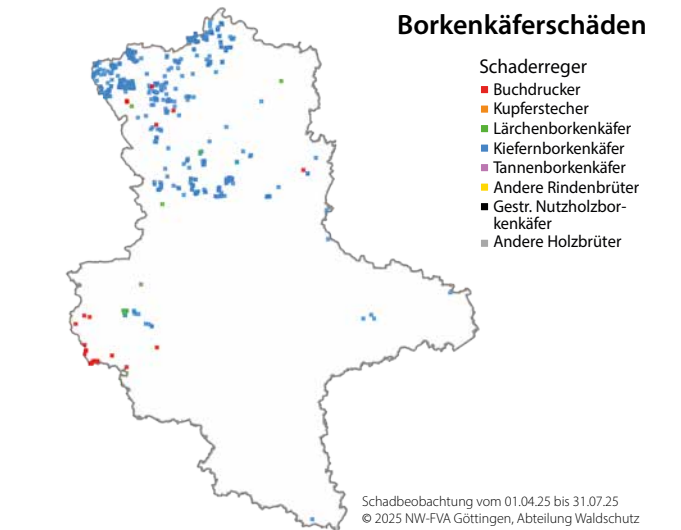 Borkenkäferschäden
Schaderreger
Buchdrucker
Kupferstecher
Lärchenborkenkäfer
Kiefernborkenkäfer
Tannenborkenkäfer
Andere Rindenbrüter
Gestr. Nutzholzbor-
kenkäfer
Andere Holzbrüter
Schadbeobachtung vom 01.04.25 bis 31.07.25
© 2025 NW-FVA Göttingen, Abteilung Waldschutz